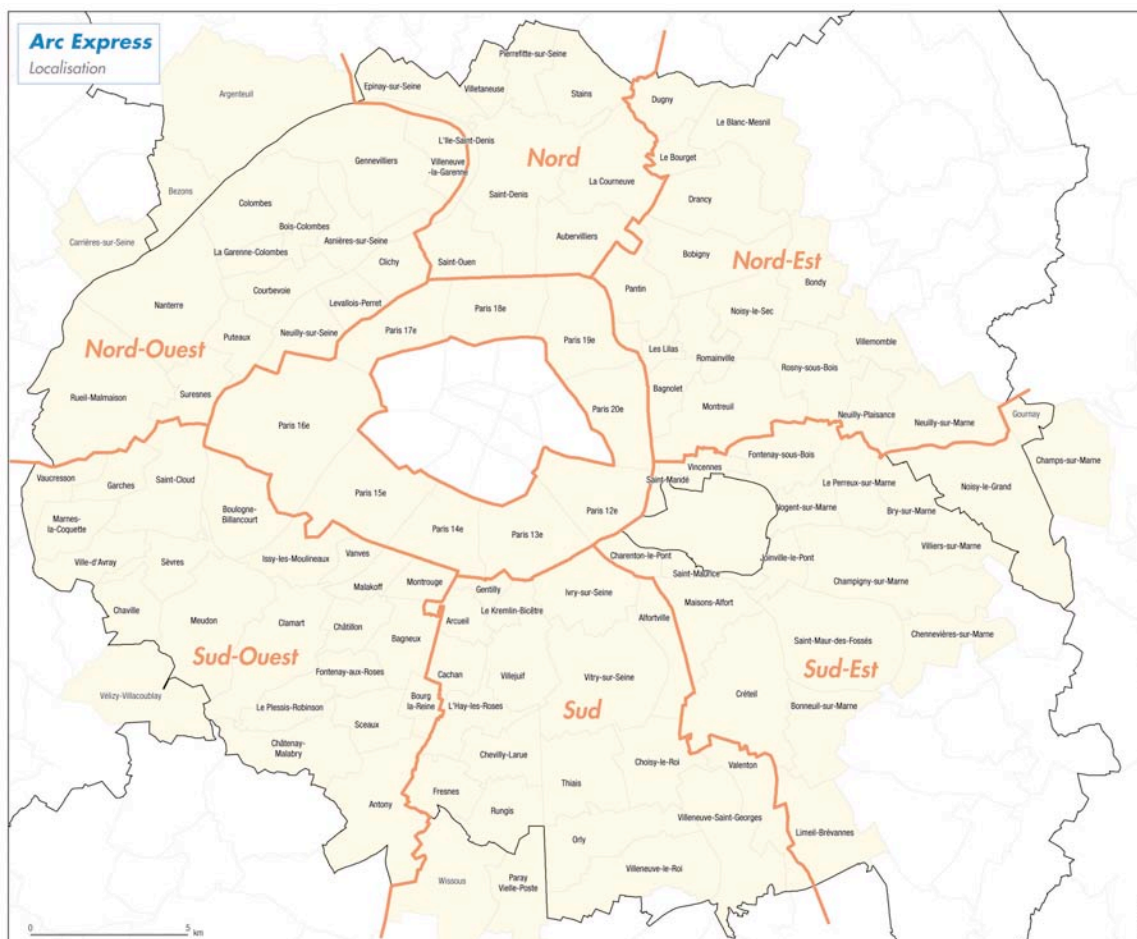 Arc Express
Localisation
Pierrefitte-sur-Seine
Epinay-sur-Seine
Villetaneuse
Stains
Argenteuil
Dugny
Le Blanc-Mesnil
L'Ile-Saint-Denis
Nord
Gennevilliers
Villeneuve
-la-Garenne
Le Bourget
La Courneuve
Bezons
Saint-Denis
Drancy
Colombes
Bois-Colombes
Carrières-sur-Seine
Asnières-sur-Seine
Aubervilliers
La Garenne-Colombes
Clichy
Saint-Ouen
Bobigny
Nord-Est
Bondy
Courbevoie
Pantin
Nanterre
Levallois-Perret
Paris 18e
Noisy-le-Sec
Neuilly-sur-Seine
Paris 17e
Puteaux
Paris 19e
Villemomble
Nord-Ouest
Les Lilas
Romainville
Rosny-sous-Bois
Bagnolet
Rueil-Malmaison
Suresnes
Paris 20e
Montreuil
Neuilly-Plaisance
Neuilly-sur-Marne
Gournay
Paris 16e
Fontenay-sous-Bois
Champs-sur-Marne
Vincennes
Vaucresson
Garches
Saint-Cloud
Saint-Mandé
Le Perreux-sur-Marne
Noisy-le-Grand
Paris 15e
Boulogne-
Billancourt
Nogent-sur-Marne
Bry-sur-Marne
Marnes-
la-Coquette
Paris 14e
Paris 13e
Paris 12e
Villiers-sur-Marne
Ville-d'Avray
Sèvres
Issy-les-Moulineaux
Vanves
Charenton-le-Pont
Joinville-le-Pont
Saint-Maurice
Malakoff
Montrouge
Gentilly
Ivry-sur-Seine
Champigny-sur-Marne
Maisons-Alfort
Chaville
Meudon
Clamart
Châtillon
Arcueil
Le Kremlin-Bicêtre
Alfortville
Bagneux
Saint-Maur-des-Fossés
Chennevières-sur-Marne
Sud-Ouest
Fontenay-aux-Roses
Cachan
Villejuif
Vitry-sur-Seine
Sud-Est
Vélizy-Villacoublay
Bourg
la-Reine
Créteil
Le Plessis-Robinson
L'Hay-les-Roses
Sud
Bonneuil-sur-Marne
Sceaux
Châtenay-
Malabry
Chevilly-Larue
Choisy-le-Roi
Valenton
Thiais
Antony
Fresnes
Rungis
Villeneuve-Saint-Georges
Limeil-Brévannes
Orly
Villeneuve-le-Roi
Wissous
Paray
Vielle-Poste
0
5
km